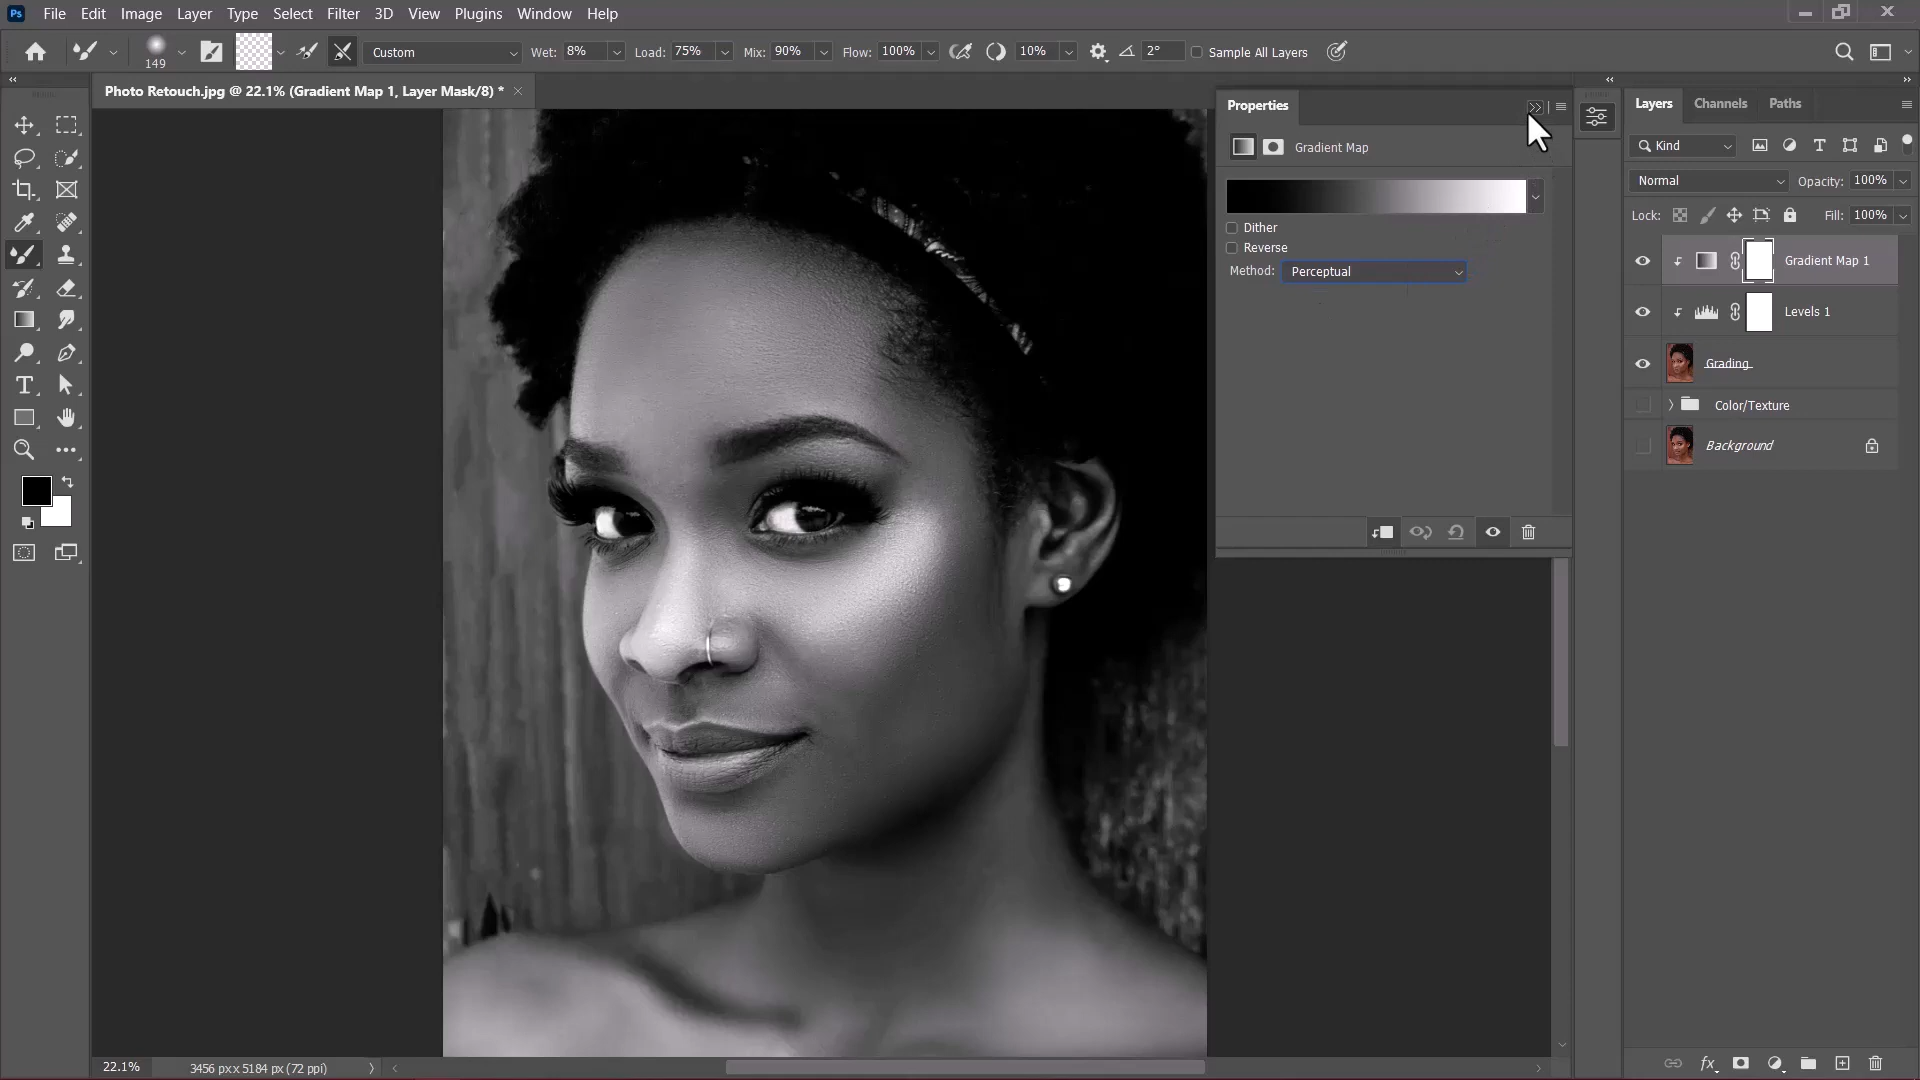 Ps File Edit Image Layer Type Select Filter 3D View Plugins Window Help
149 Custom Wet: 8% Load: 75% Mix: 90% Flow: 100% 10% 2° Sample All Layers
Photo Retouch.jpg @ 22.1% (Gradient Map 1, Layer Mask/8) *
Properties
Gradient Map
Dither
Reverse
Method: Perceptual
Layers Channels Paths
Kind
Normal Opacity: 100%
Lock: Fill: 100%
Gradient Map 1
Levels 1
Grading
Color/Texture
Background
22.1% 3456 px x 5184 px (72 ppi)
fx